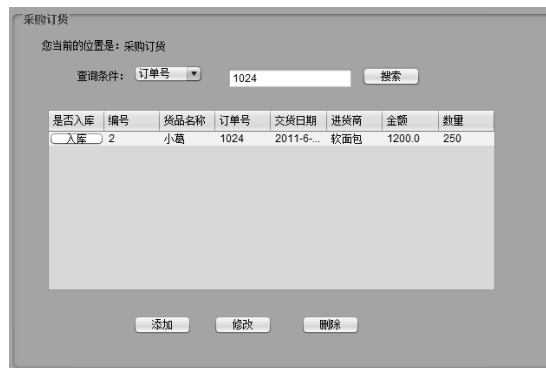 采购订货
您当前的位置是：采购订货
查询条件： 订单号 1024 搜索
是否入库 编号 货品名称 订单号 交货日期 进货商 金额 数量
入库 2 小葛 1024 2011-6-... 软面包 1200.0 250
添加 修改 删除